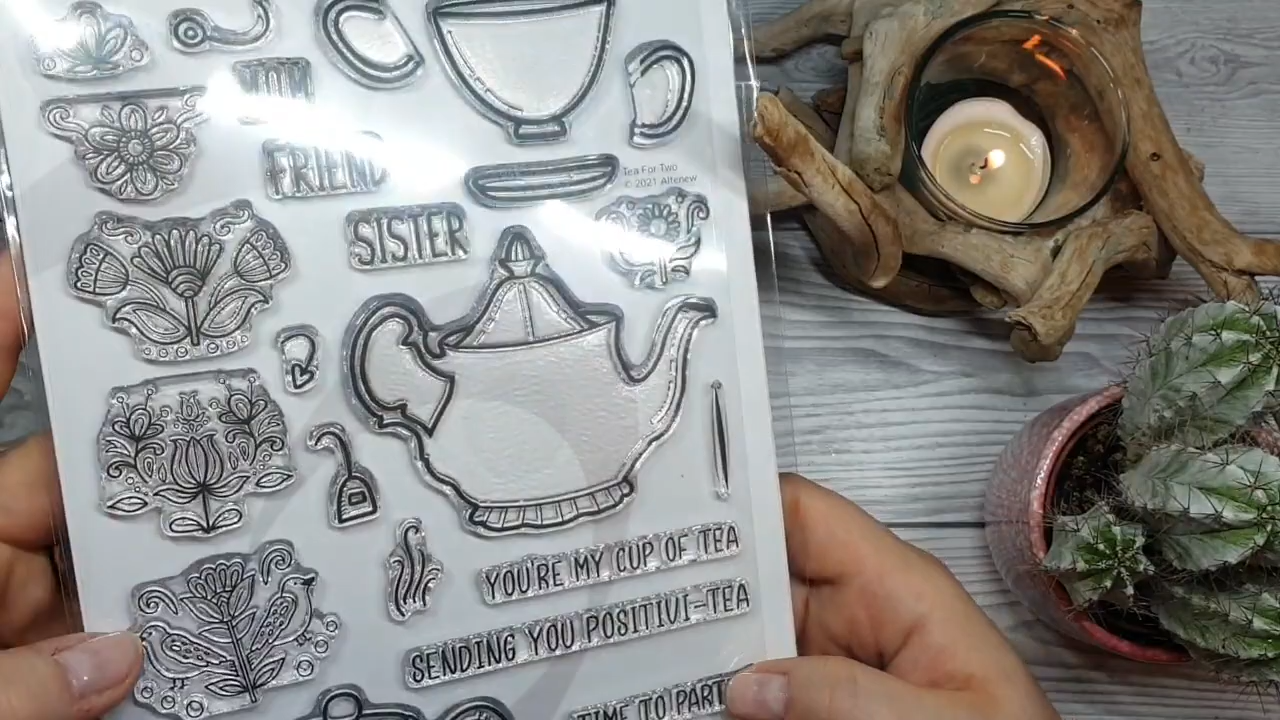 MOM
FRIEND
Tea For Two
© 2021 Altenew
SISTER
YOU'RE MY CUP OF TEA
SENDING YOU POSITIVI-TEA
TIME TO